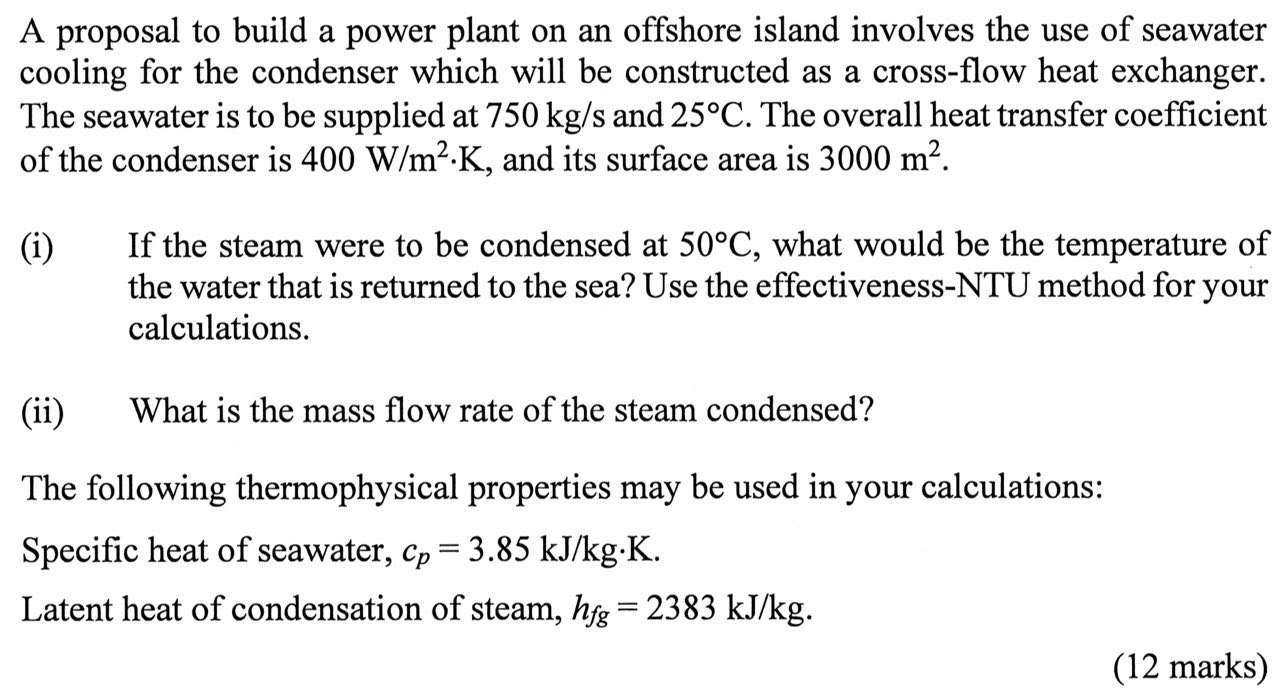 A proposal to build a power plant on an offshore island involves the use of seawater
cooling for the condenser which will be constructed as a cross-flow heat exchanger.
The seawater is to be supplied at 750 kg/s and 25°C. The overall heat transfer coefficient
of the condenser is 400 W/m²·K, and its surface area is 3000 m².
(i) If the steam were to be condensed at 50°C, what would be the temperature of
the water that is returned to the sea? Use the effectiveness-NTU method for your
calculations.
(ii) What is the mass flow rate of the steam condensed?
The following thermophysical properties may be used in your calculations:
Specific heat of seawater, cp = 3.85 kJ/kg·K.
Latent heat of condensation of steam, hfg = 2383 kJ/kg.
(12 marks)